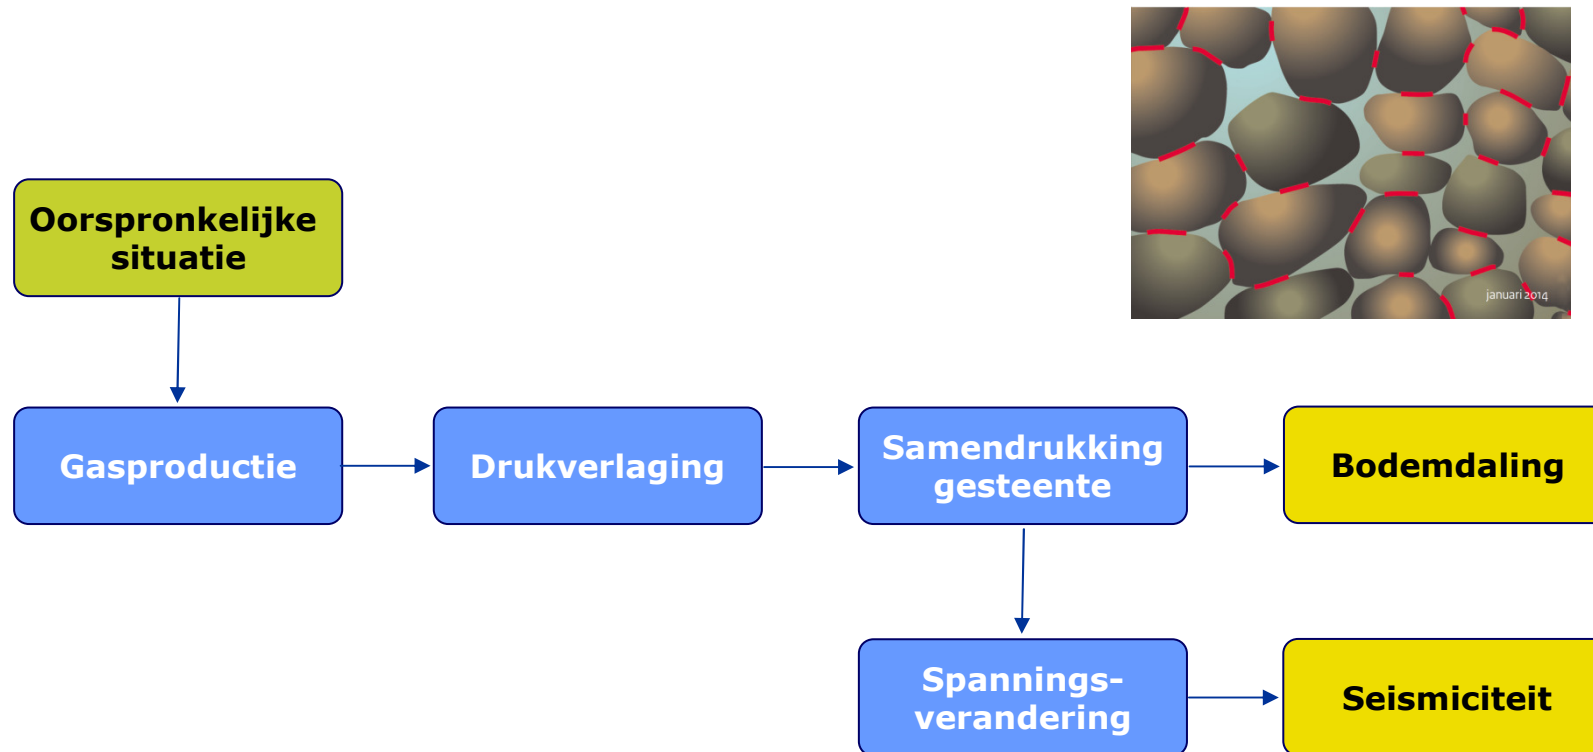 januari 2014
Oorspronkelijke
situatie
Gasproductie
Drukverlaging
Samendrukking
gesteente
Bodemdaling
Spannings-
verandering
Seismiciteit